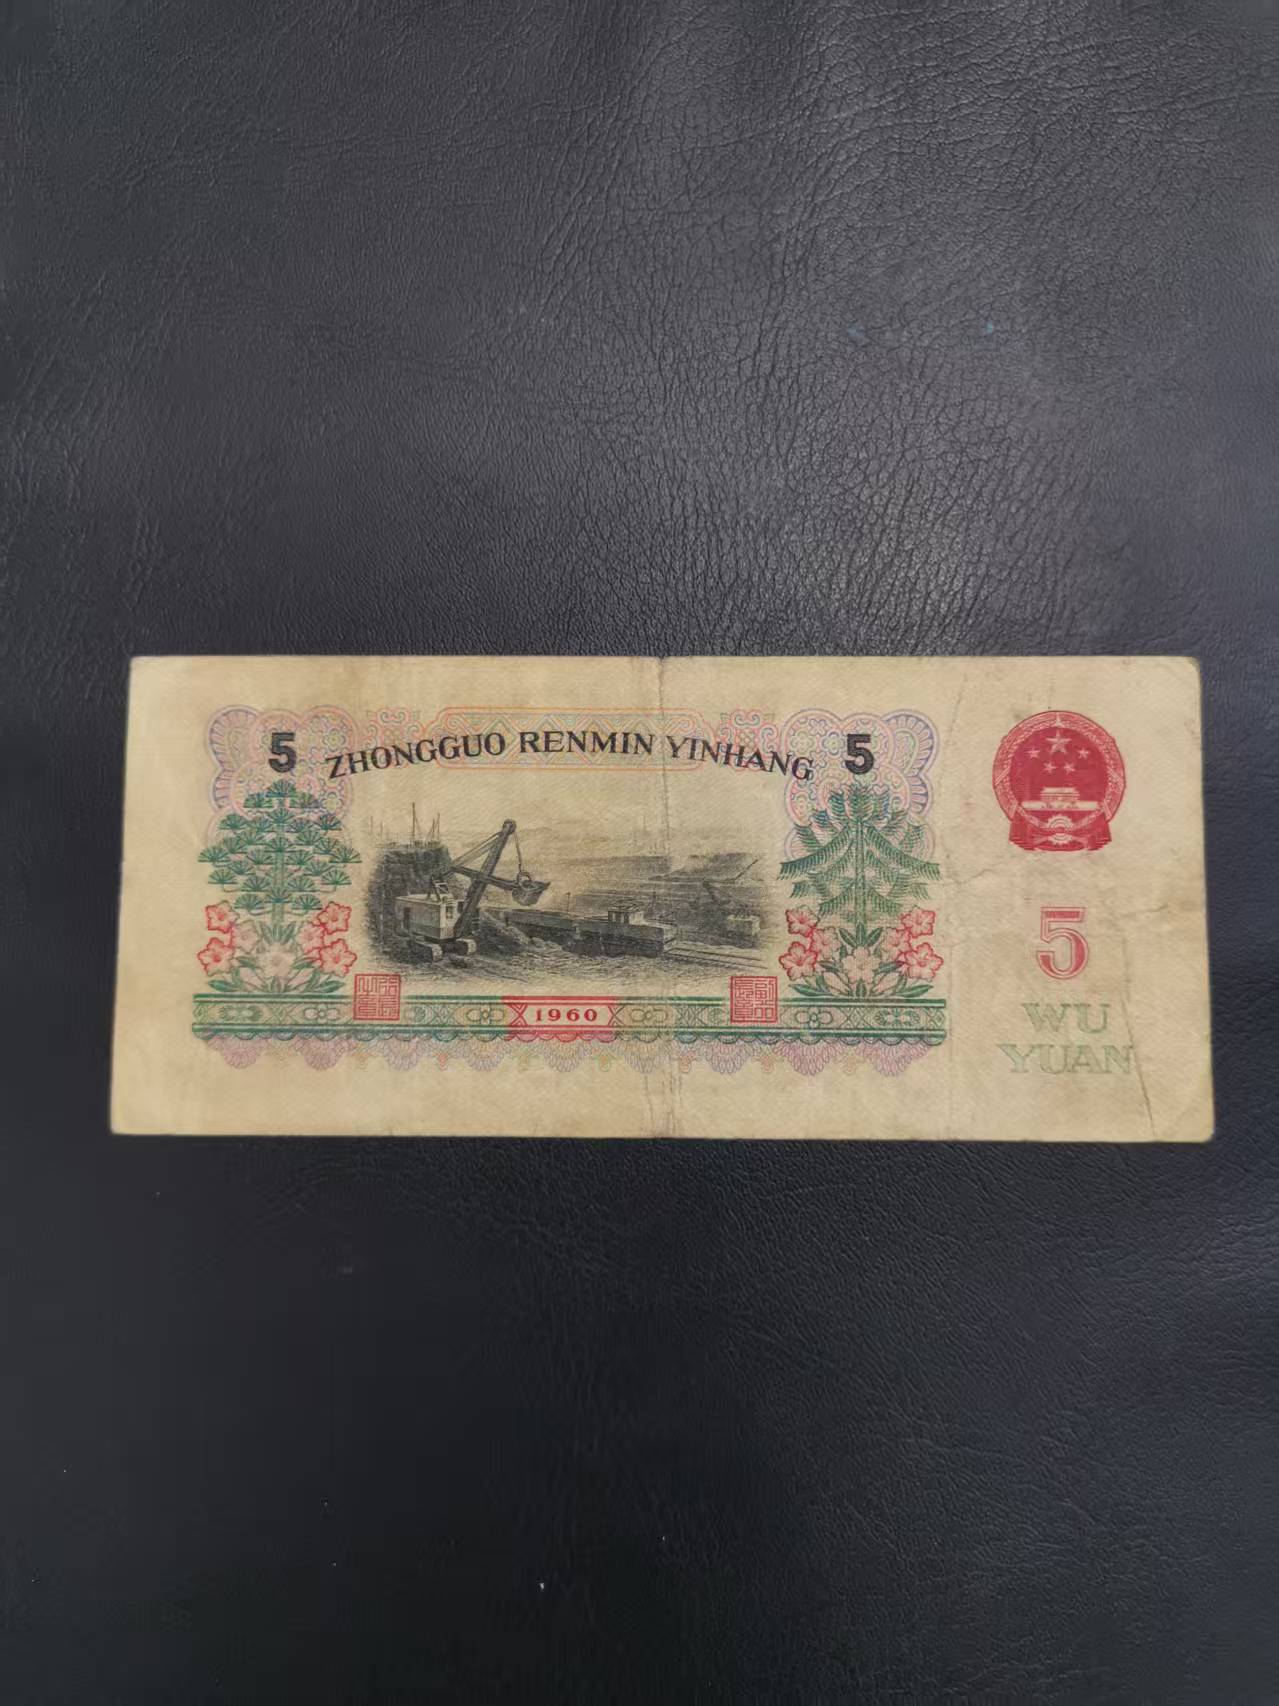 5 ZHONGGUO RENMIN YINHANG 5
1960
5
WU
YUAN